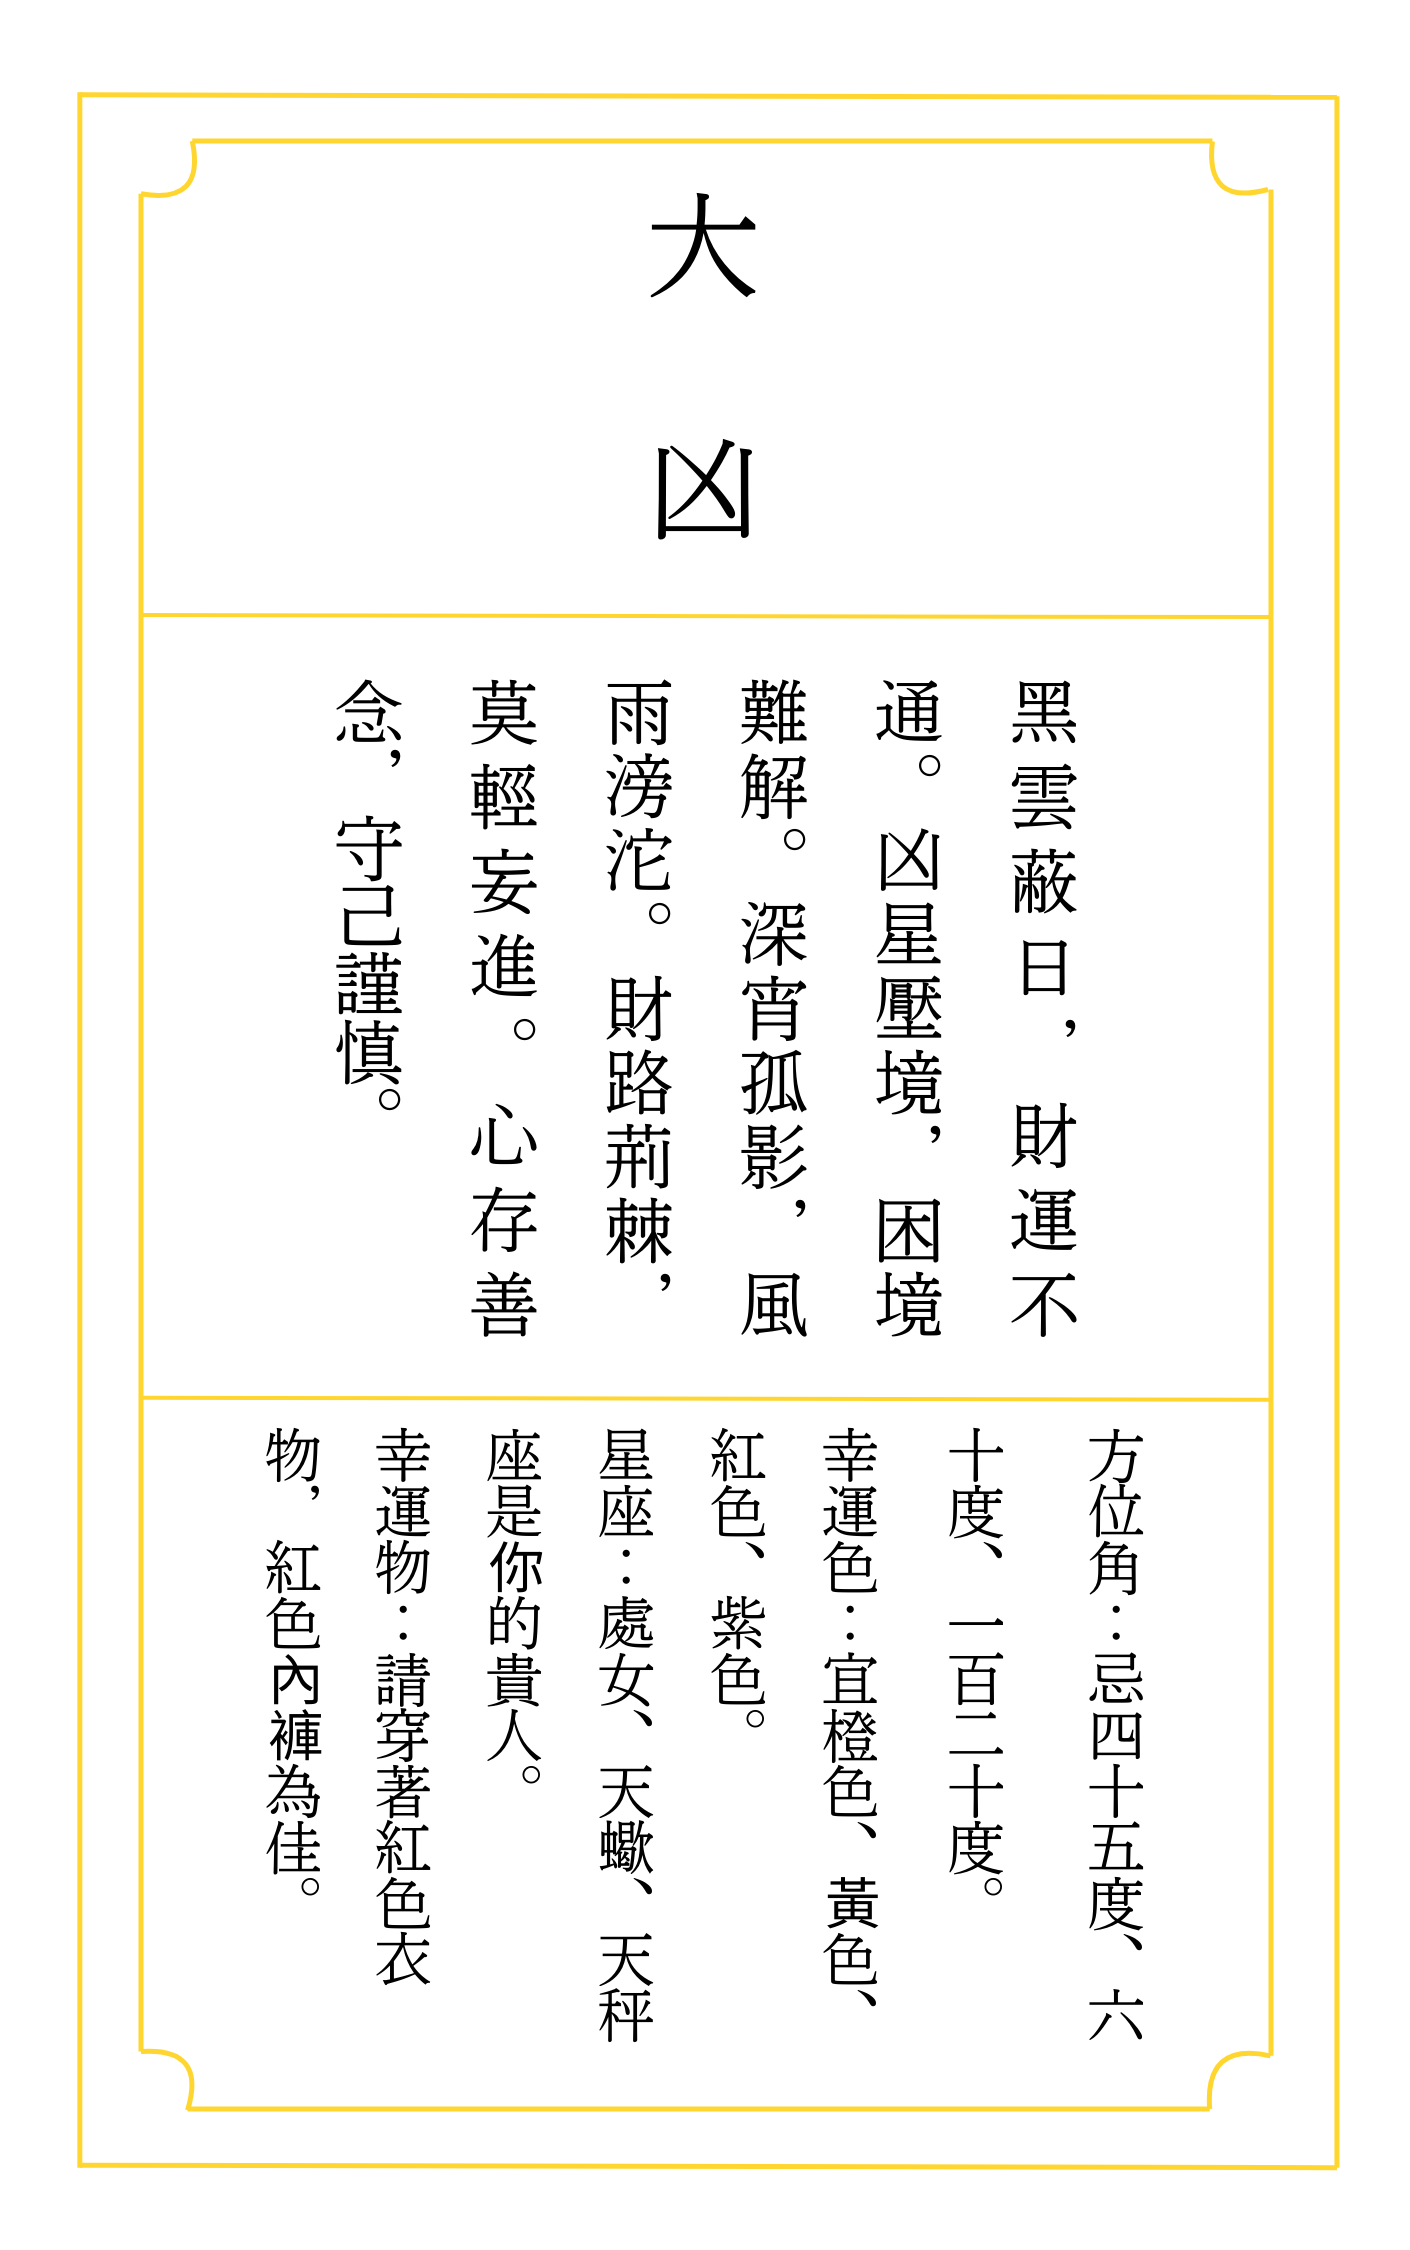 大凶
黑雲蔽日，財運不
通。凶星壓境，困境
難解。深宵孤影，風
雨滂沱。財路荊棘，
莫輕妄進。心存善
念，守己謹慎。
方位角：忌四十五度、六
十度、一百二十度。
幸運色：宜橙色、黃色、
紅色、紫色。
星座：處女、天蠍、天秤
座是你的貴人。
幸運物：請穿著紅色衣
物，紅色內褲為佳。